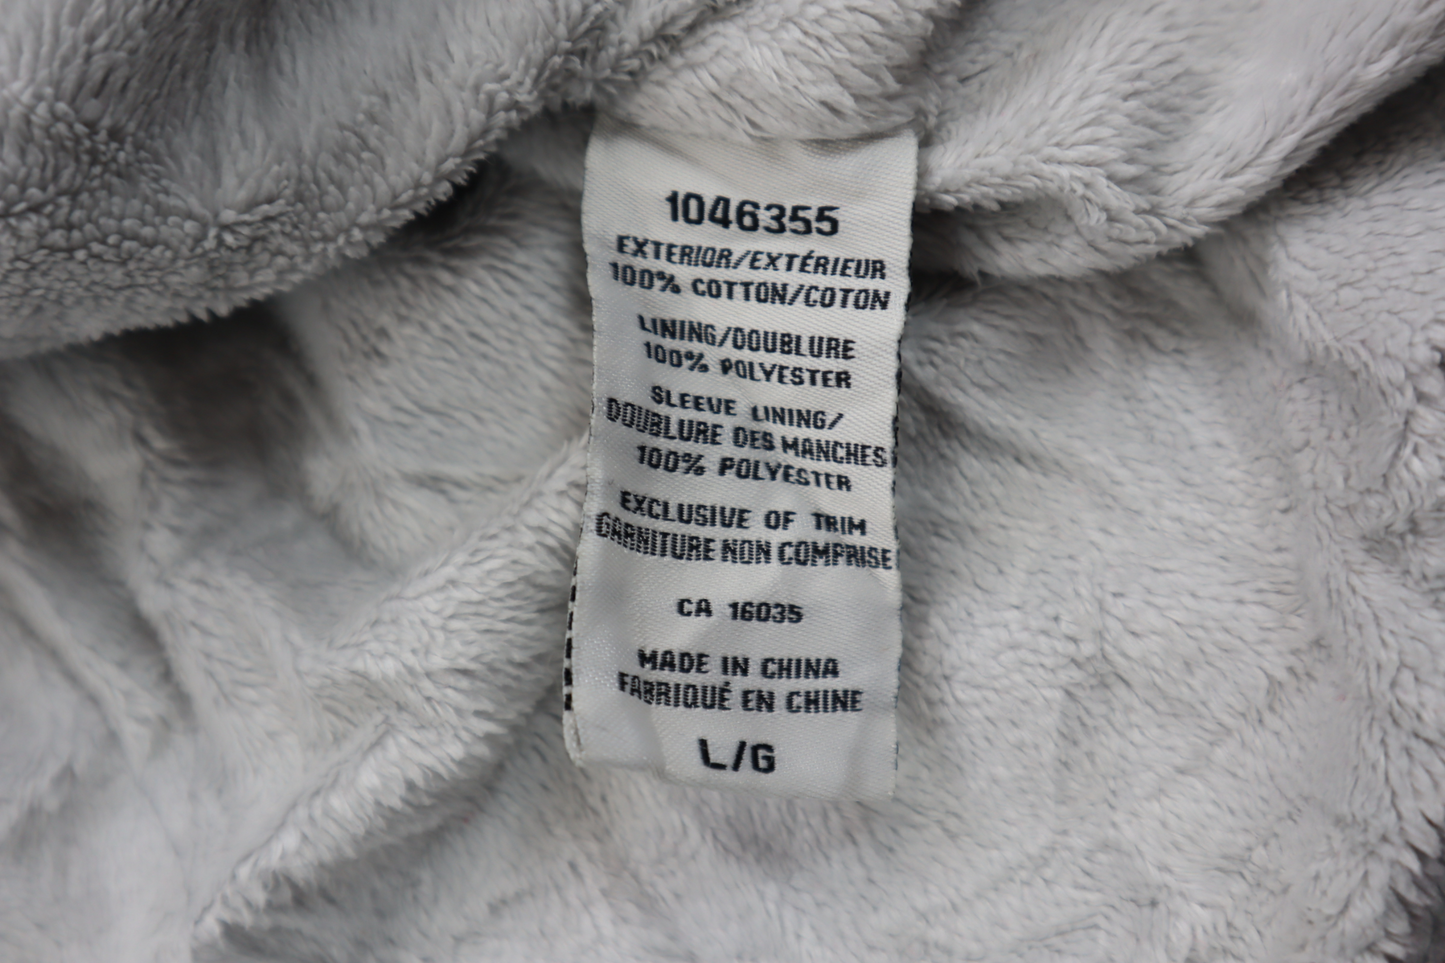 1046355
EXTERIOR/EXTÉRIEUR
100% COTTON/COTON
LINING/DOUBLURE
100% POLYESTER
SLEEVE LINING/
DOUBLURE DES MANCHES
100% POLYESTER
EXCLUSIVE OF TRIM
GARNITURE NON COMPRISE
CA 16035
MADE IN CHINA
FABRIQUÉ EN CHINE
L/G